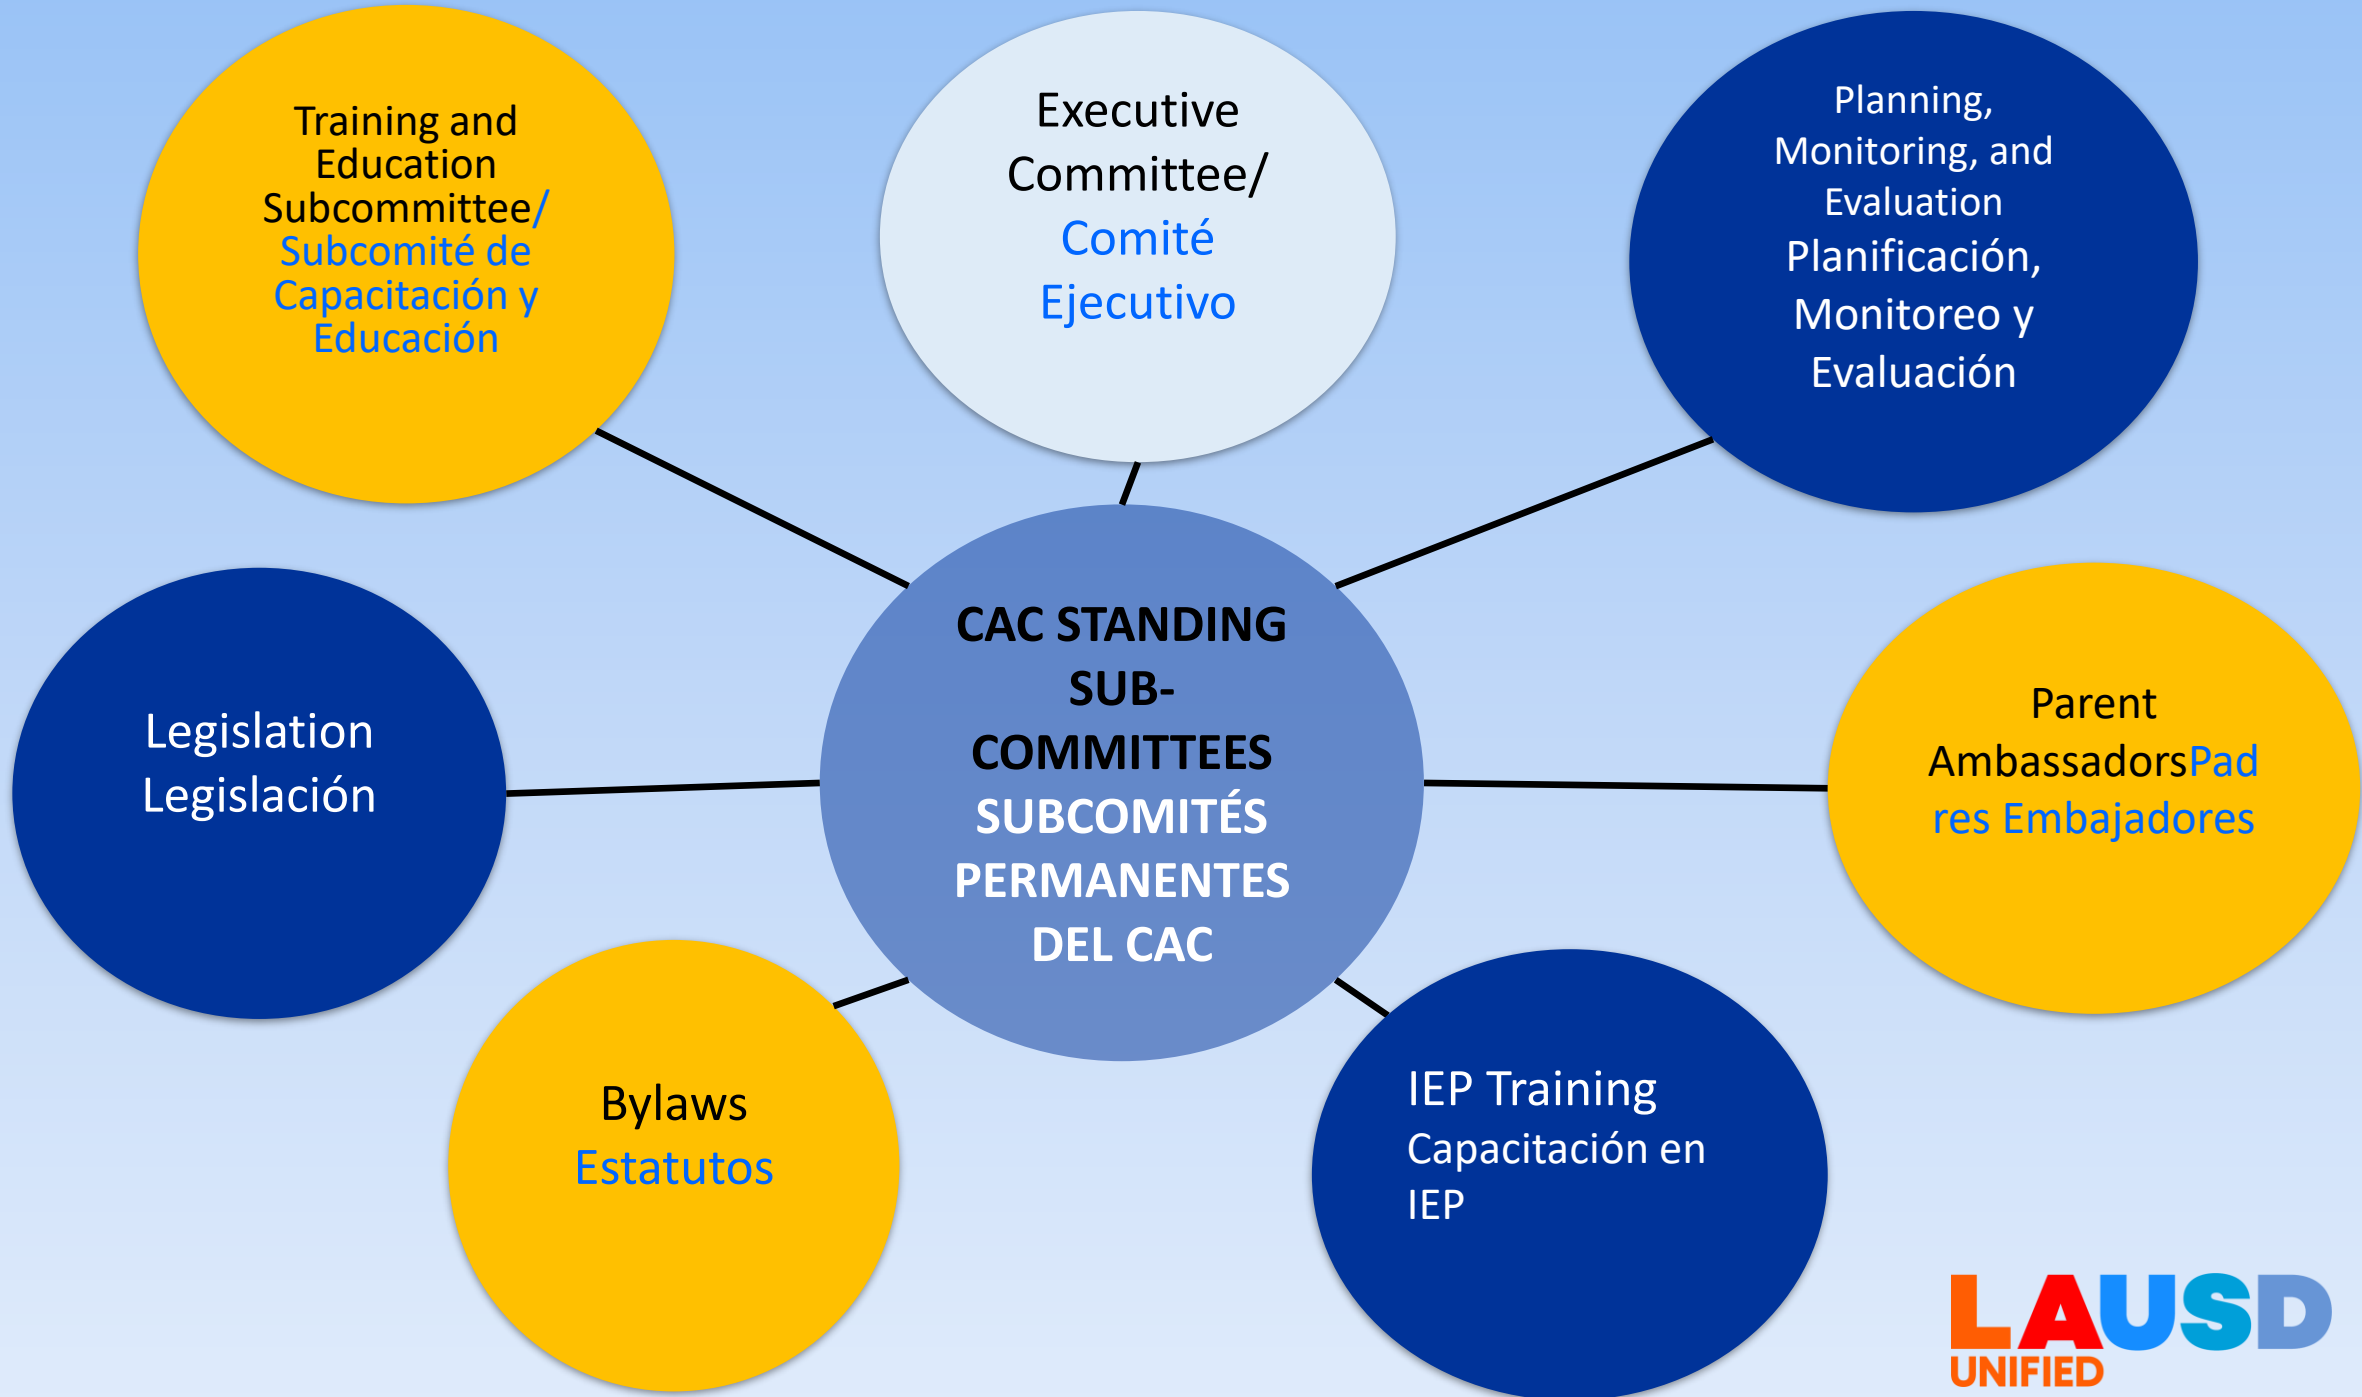 Training and
Education
Subcommittee/
Subcomité de
Capacitación y
Educación
Executive
Committee/
Comité
Ejecutivo
Planning,
Monitoring, and
Evaluation
Planificación,
Monitoreo y
Evaluación
Legislation
Legislación
CAC STANDING
SUB-
COMMITTEES
SUBCOMITÉS
PERMANENTES
DEL CAC
Parent
AmbassadorsPad
res Embajadores
Bylaws
Estatutos
IEP Training
Capacitación en
IEP
LAUSD
UNIFIED